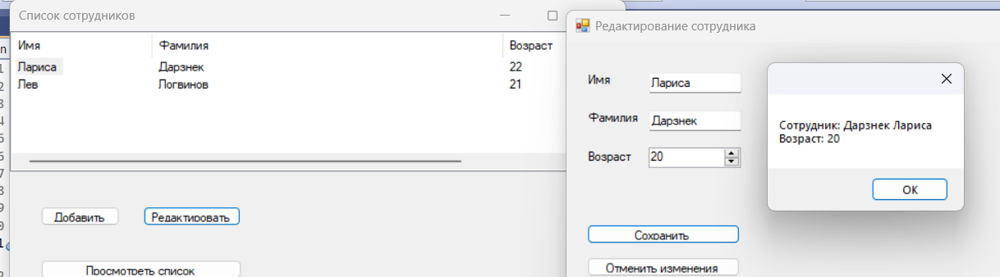 Список сотрудников
Имя Фамилия Возраст
Лариса Дарзнек 22
Лев Логвинов 21
Добавить Редактировать
Просмотреть список
Редактирование сотрудника
Имя Лариса
Фамилия Дарзнек
Возраст 20
Сохранить
Отменить изменения
Сотрудник: Дарзнек Лариса
Возраст: 20
OK